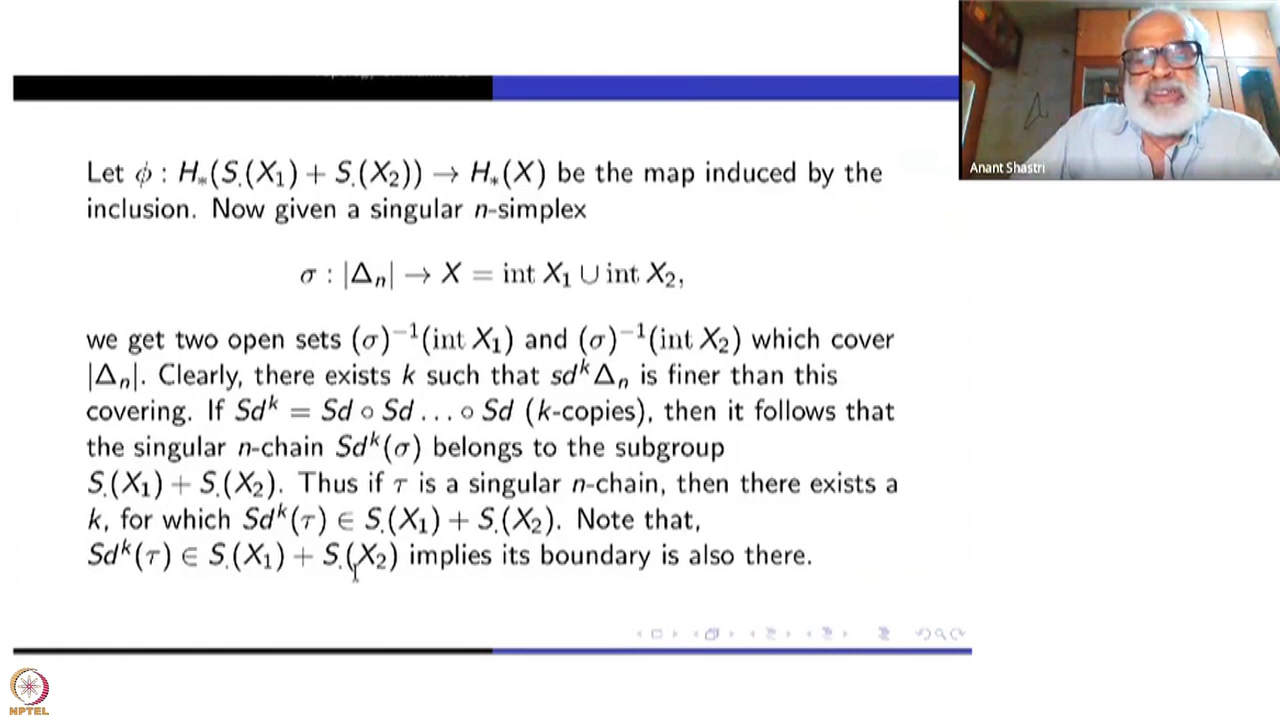 Let ϕ : H∗(S.(X₁) + S.(X₂)) → H∗(X) be the map induced by the
inclusion. Now given a singular n-simplex
σ : |Δₙ| → X = int X₁ ∪ int X₂,
we get two open sets (σ)⁻¹(int X₁) and (σ)⁻¹(int X₂) which cover
|Δₙ|. Clearly, there exists k such that sdᵏΔₙ is finer than this
covering. If Sdᵏ = Sd ∘ Sd … ∘ Sd (k-copies), then it follows that
the singular n-chain Sdᵏ(σ) belongs to the subgroup
S.(X₁) + S.(X₂). Thus if τ is a singular n-chain, then there exists a
k, for which Sdᵏ(τ) ∈ S.(X₁) + S.(X₂). Note that,
Sdᵏ(τ) ∈ S.(X₁) + S.(X₂) implies its boundary is also there.
Anant Shastri
NPTEL